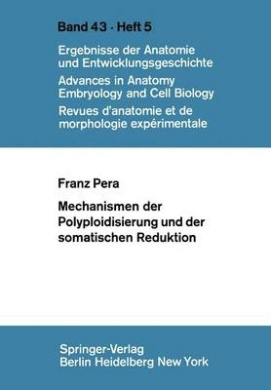 Band 43 · Heft 5
Ergebnisse der Anatomie
und Entwicklungsgeschichte
Advances in Anatomy
Embryology and Cell Biology
Revues d'anatomie et de
morphologie expérimentale
Franz Pera
Mechanismen der
Polyploidisierung und der
somatischen Reduktion
Springer-Verlag
Berlin Heidelberg New York